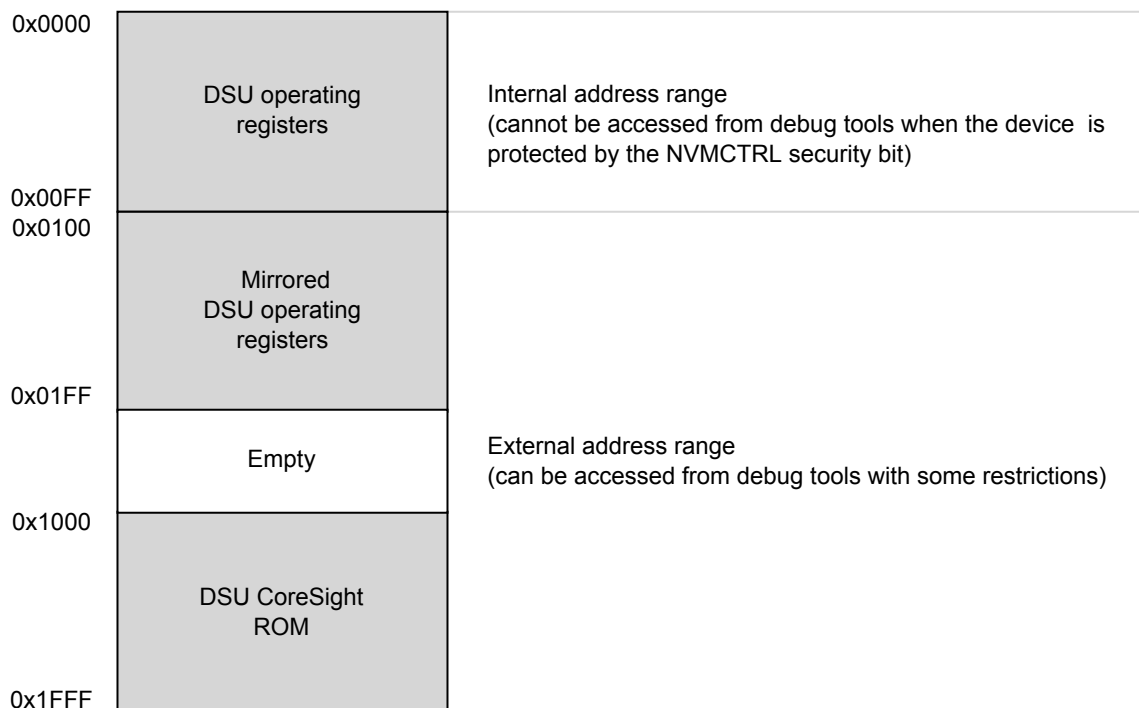 0x0000
DSU operating
registers
Internal address range
(cannot be accessed from debug tools when the device is
protected by the NVMCTRL security bit)
0x00FF
0x0100
Mirrored
DSU operating
registers
0x01FF
Empty
External address range
(can be accessed from debug tools with some restrictions)
0x1000
DSU CoreSight
ROM
0x1FFF